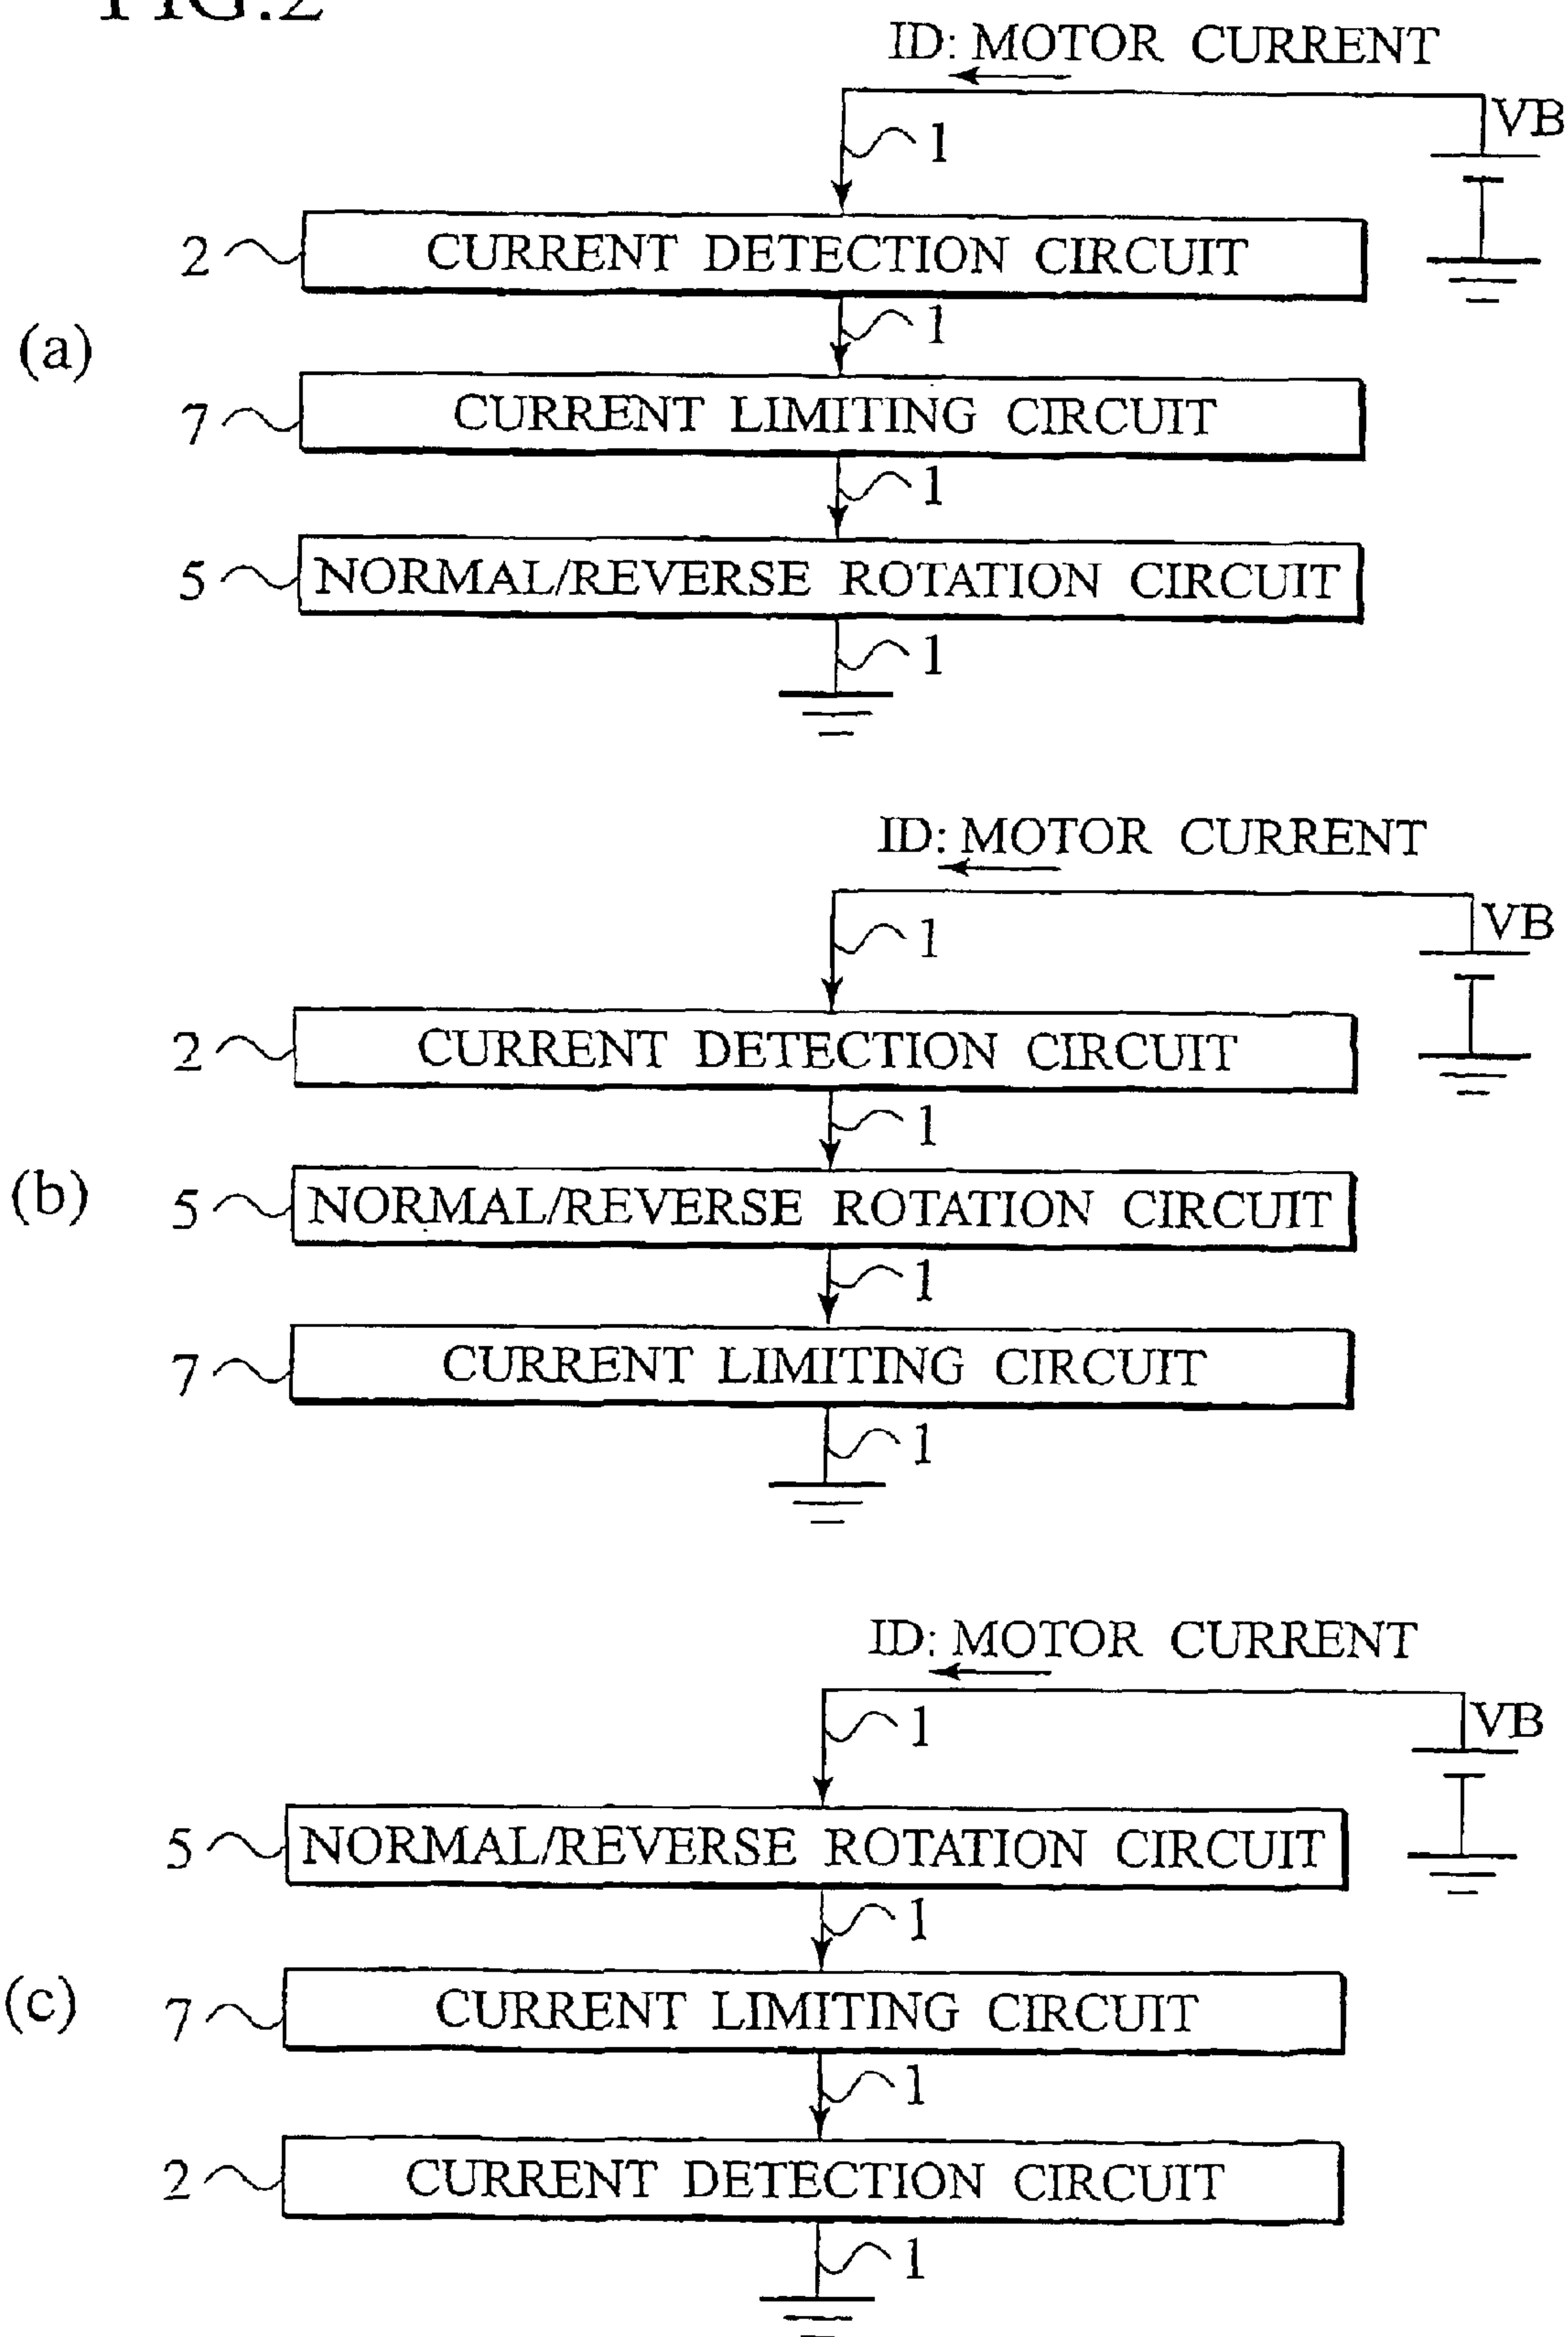 FIG.2
ID: MOTOR CURRENT
VB
1
2 CURRENT DETECTION CIRCUIT
1
(a)
7 CURRENT LIMITING CIRCUIT
1
5 NORMAL/REVERSE ROTATION CIRCUIT
1
ID: MOTOR CURRENT
VB
1
2 CURRENT DETECTION CIRCUIT
1
(b)
5 NORMAL/REVERSE ROTATION CIRCUIT
1
7 CURRENT LIMITING CIRCUIT
1
ID: MOTOR CURRENT
VB
1
5 NORMAL/REVERSE ROTATION CIRCUIT
1
(c)
7 CURRENT LIMITING CIRCUIT
1
2 CURRENT DETECTION CIRCUIT
1